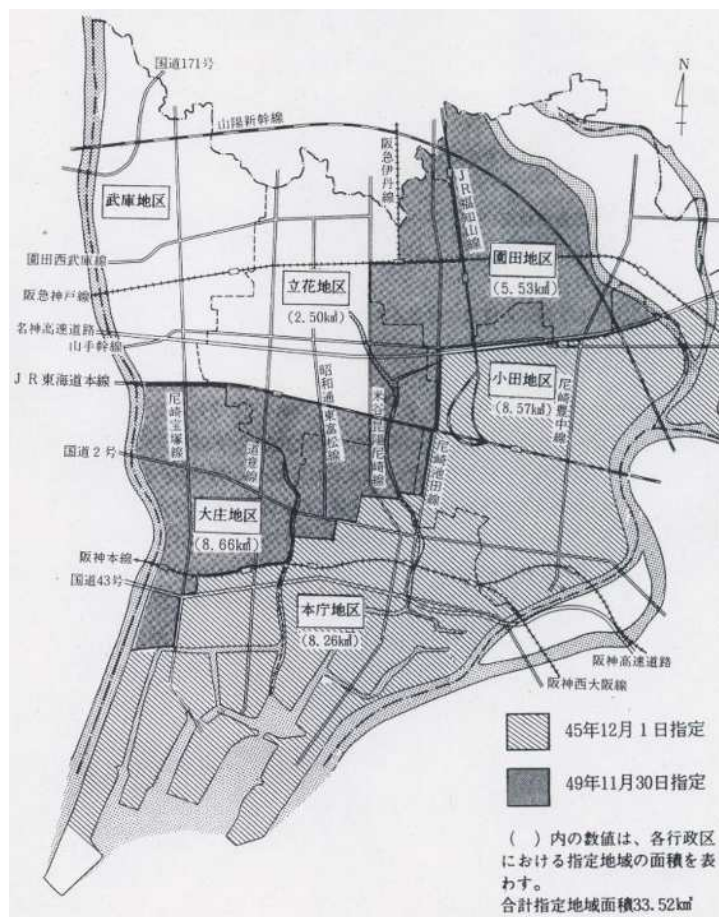 国道171号
山陽新幹線
N
阪急伊丹線
JR福知山線
武庫地区
園田西武庫線
園田地区
(5.53㎢)
立花地区
(2.50㎢)
阪急神戸線
名神高速道路
山手幹線
JR東海道本線
小田地区
(8.57㎢)
尼崎豊中線
尼崎宝塚線
道意線
昭和通東富松線
尼崎池田線
国道2号
大庄地区
(8.66㎢)
阪神本線
国道43号
本庁地区
(8.26㎢)
阪神高速道路
阪神西大阪線
45年12月1日指定
49年11月30日指定
( )内の数値は、各行政区
における指定地域の面積を表
わす。
合計指定地域面積33.52㎢